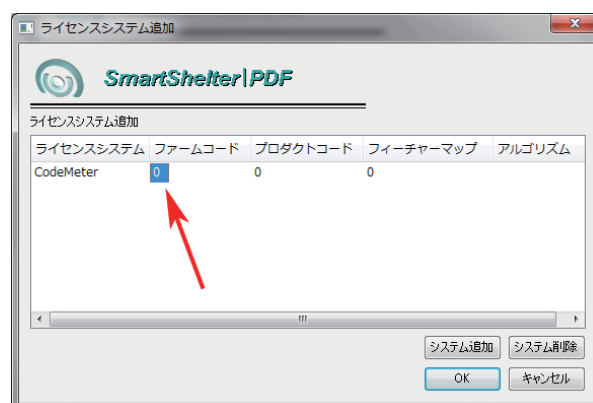 ライセンスシステム追加
SmartShelter|PDF
ライセンスシステム追加
ライセンスシステム ファームコード プロダクトコード フィーチャーマップ アルゴリズム
CodeMeter 0 0 0
システム追加 システム削除
OK キャンセル